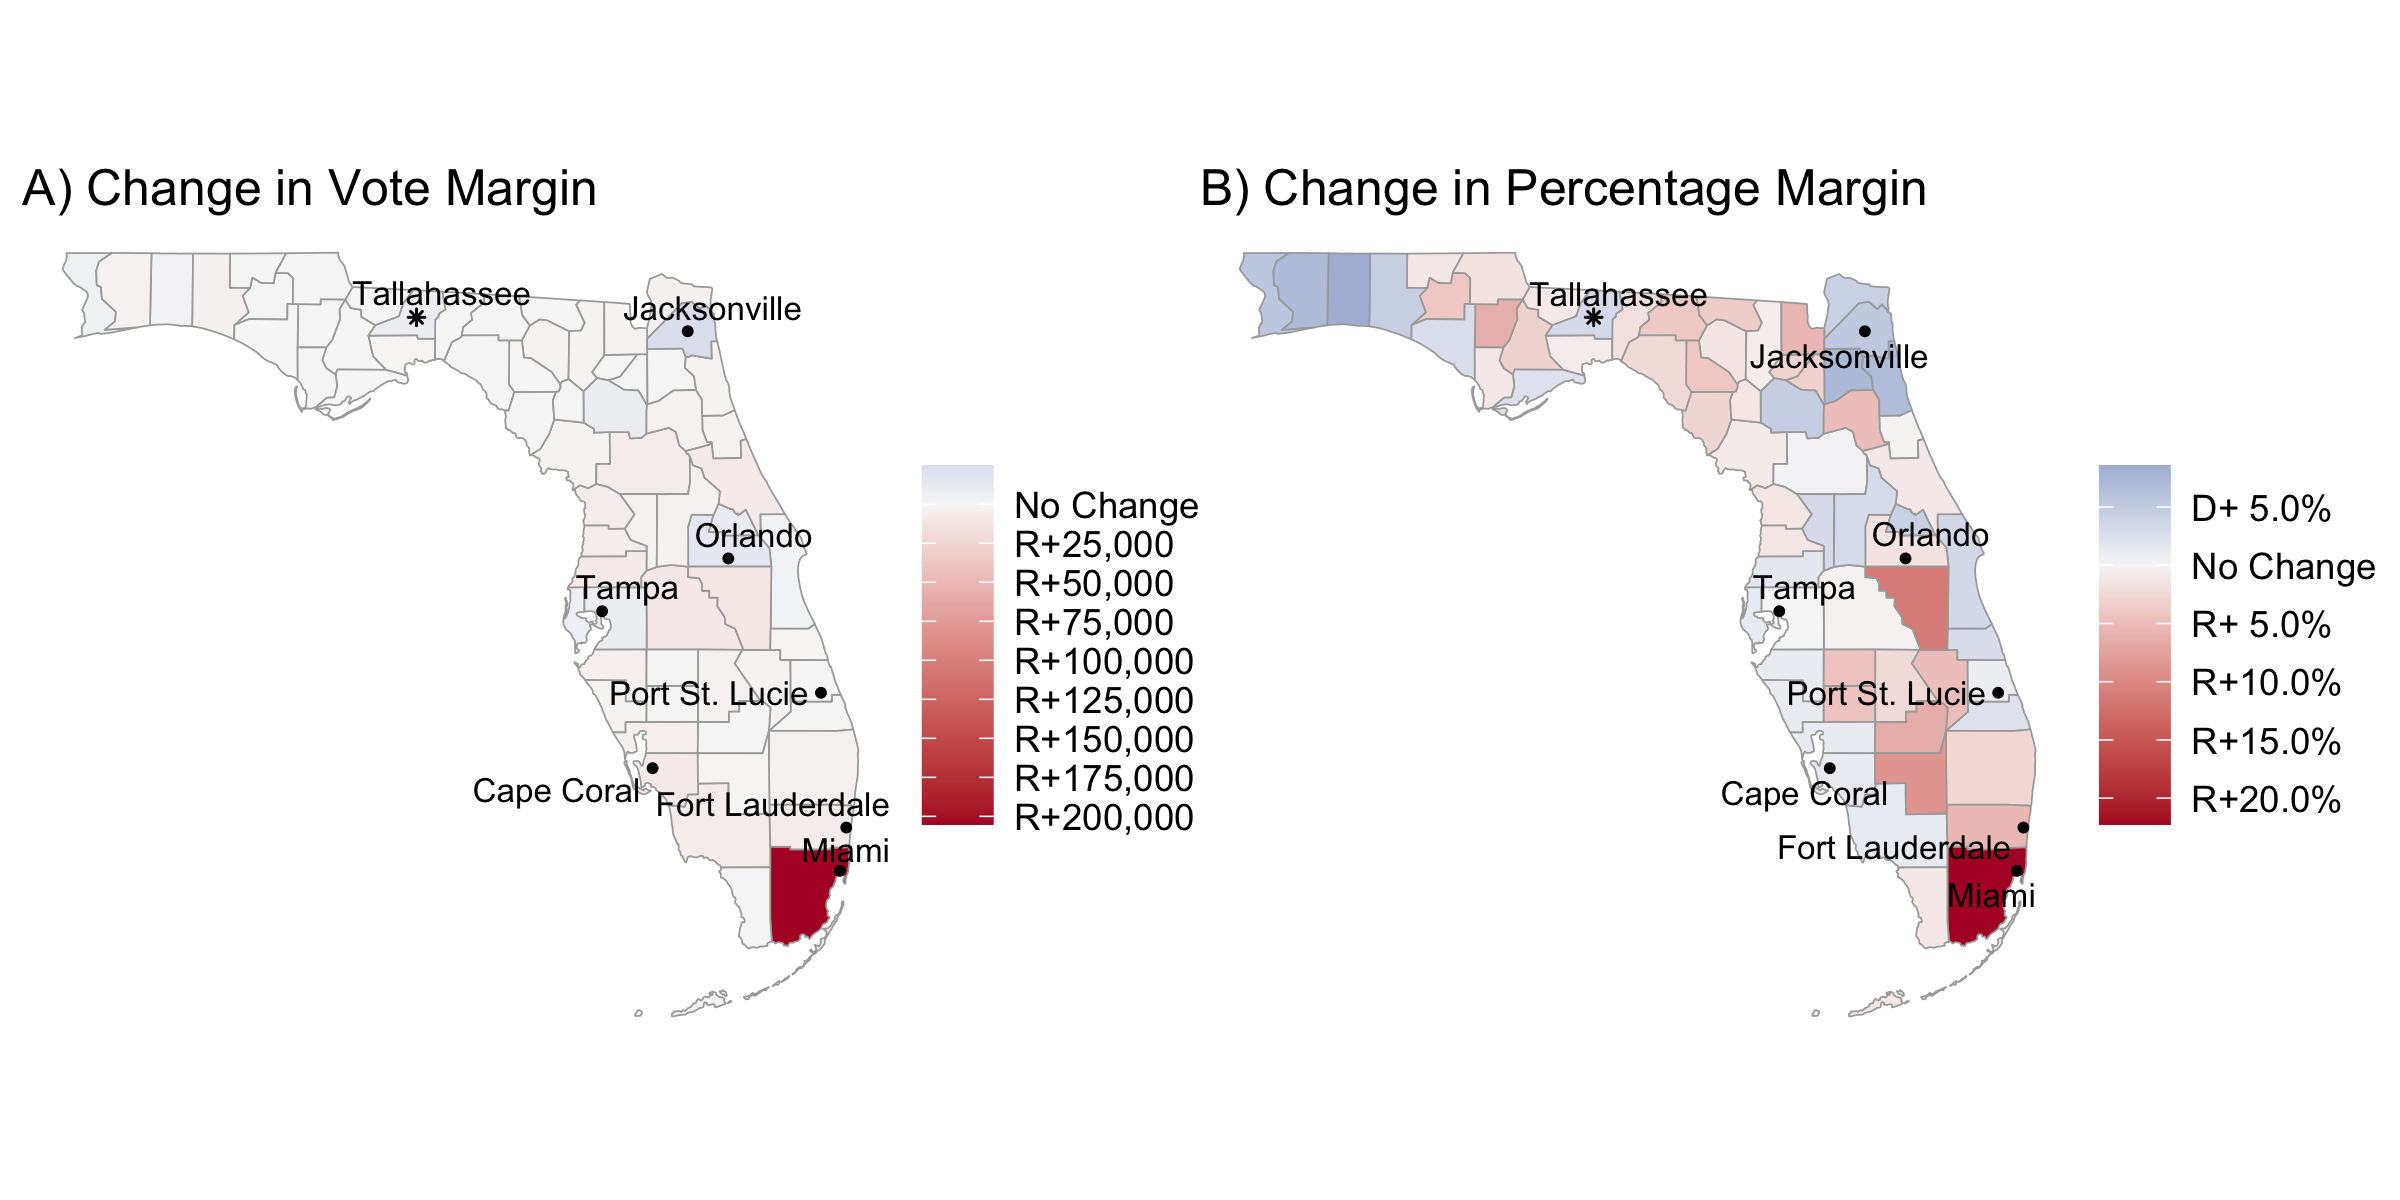 A) Change in Vote Margin
Tallahassee
Jacksonville
Orlando
Tampa
Port St. Lucie
Cape Coral
Fort Lauderdale
Miami
No Change
R+25,000
R+50,000
R+75,000
R+100,000
R+125,000
R+150,000
R+175,000
R+200,000
B) Change in Percentage Margin
Tallahassee
Jacksonville
Orlando
Tampa
Port St. Lucie
Cape Coral
Fort Lauderdale
Miami
D+ 5.0%
No Change
R+ 5.0%
R+10.0%
R+15.0%
R+20.0%